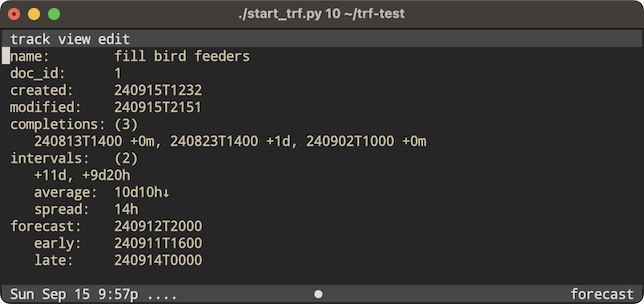 ./start_trf.py 10 ~/trf-test
track view edit
name:        fill bird feeders
doc_id:      1
created:     240915T1232
modified:    240915T2151
completions: (3)
   240813T1400 +0m, 240823T1400 +1d, 240902T1000 +0m
intervals:   (2)
   +11d, +9d20h
   average:  10d10h↓
   spread:   14h
forecast:    240912T2000
   early:    240911T1600
   late:     240914T0000
Sun Sep 15 9:57p .... ● forecast